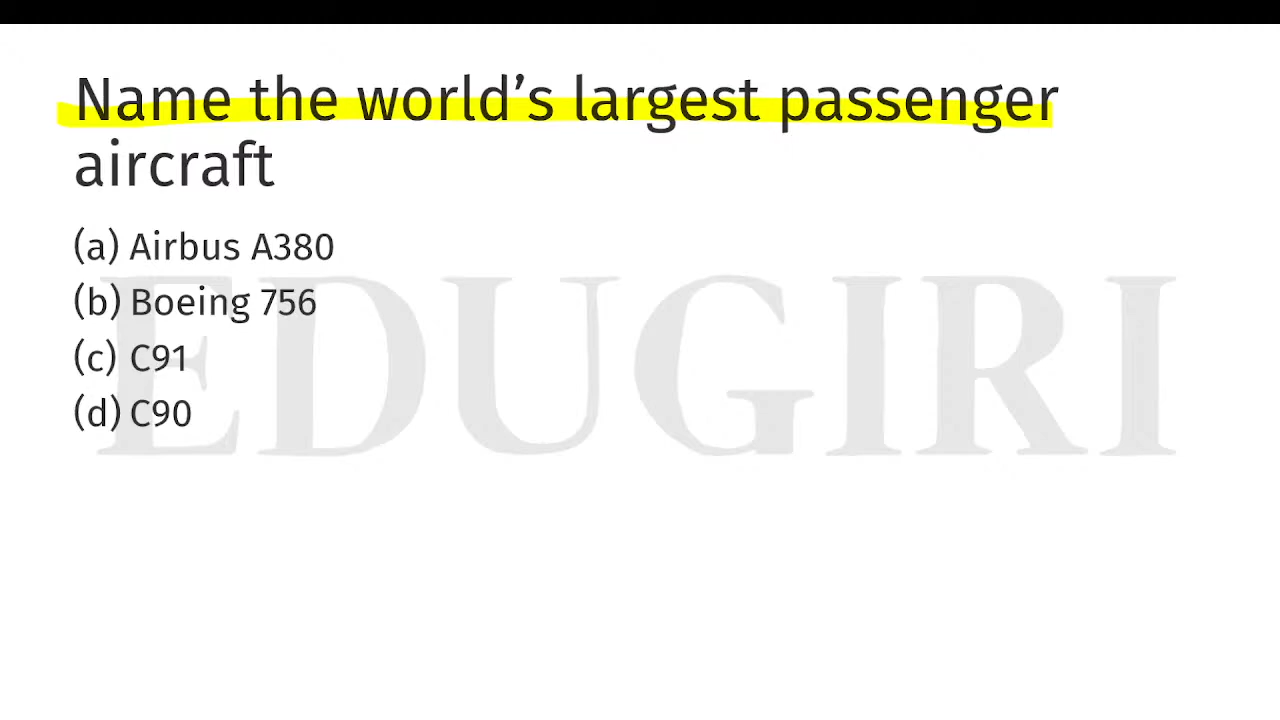 Name the world’s largest passenger
aircraft
(a) Airbus A380
(b) Boeing 756
(c) C91
(d) C90
EDUGIRI